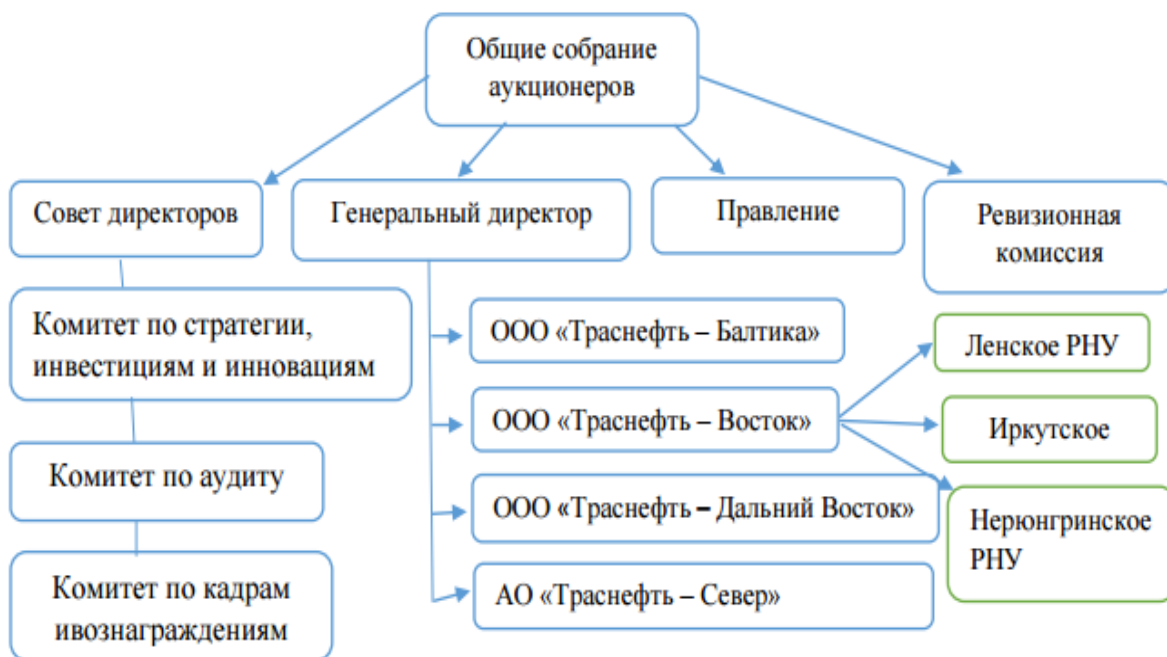 Общие собрание
аукционеров
Совет директоров
Генеральный директор
Правление
Ревизионная
комиссия
Комитет по стратегии,
инвестициям и инновациям
Комитет по аудиту
Комитет по кадрам
ивознаграждениям
ООО «Траснефть – Балтика»
ООО «Траснефть – Восток»
ООО «Траснефть – Дальний Восток»
АО «Траснефть – Север»
Ленское РНУ
Иркутское
Нерюнгринское
РНУ